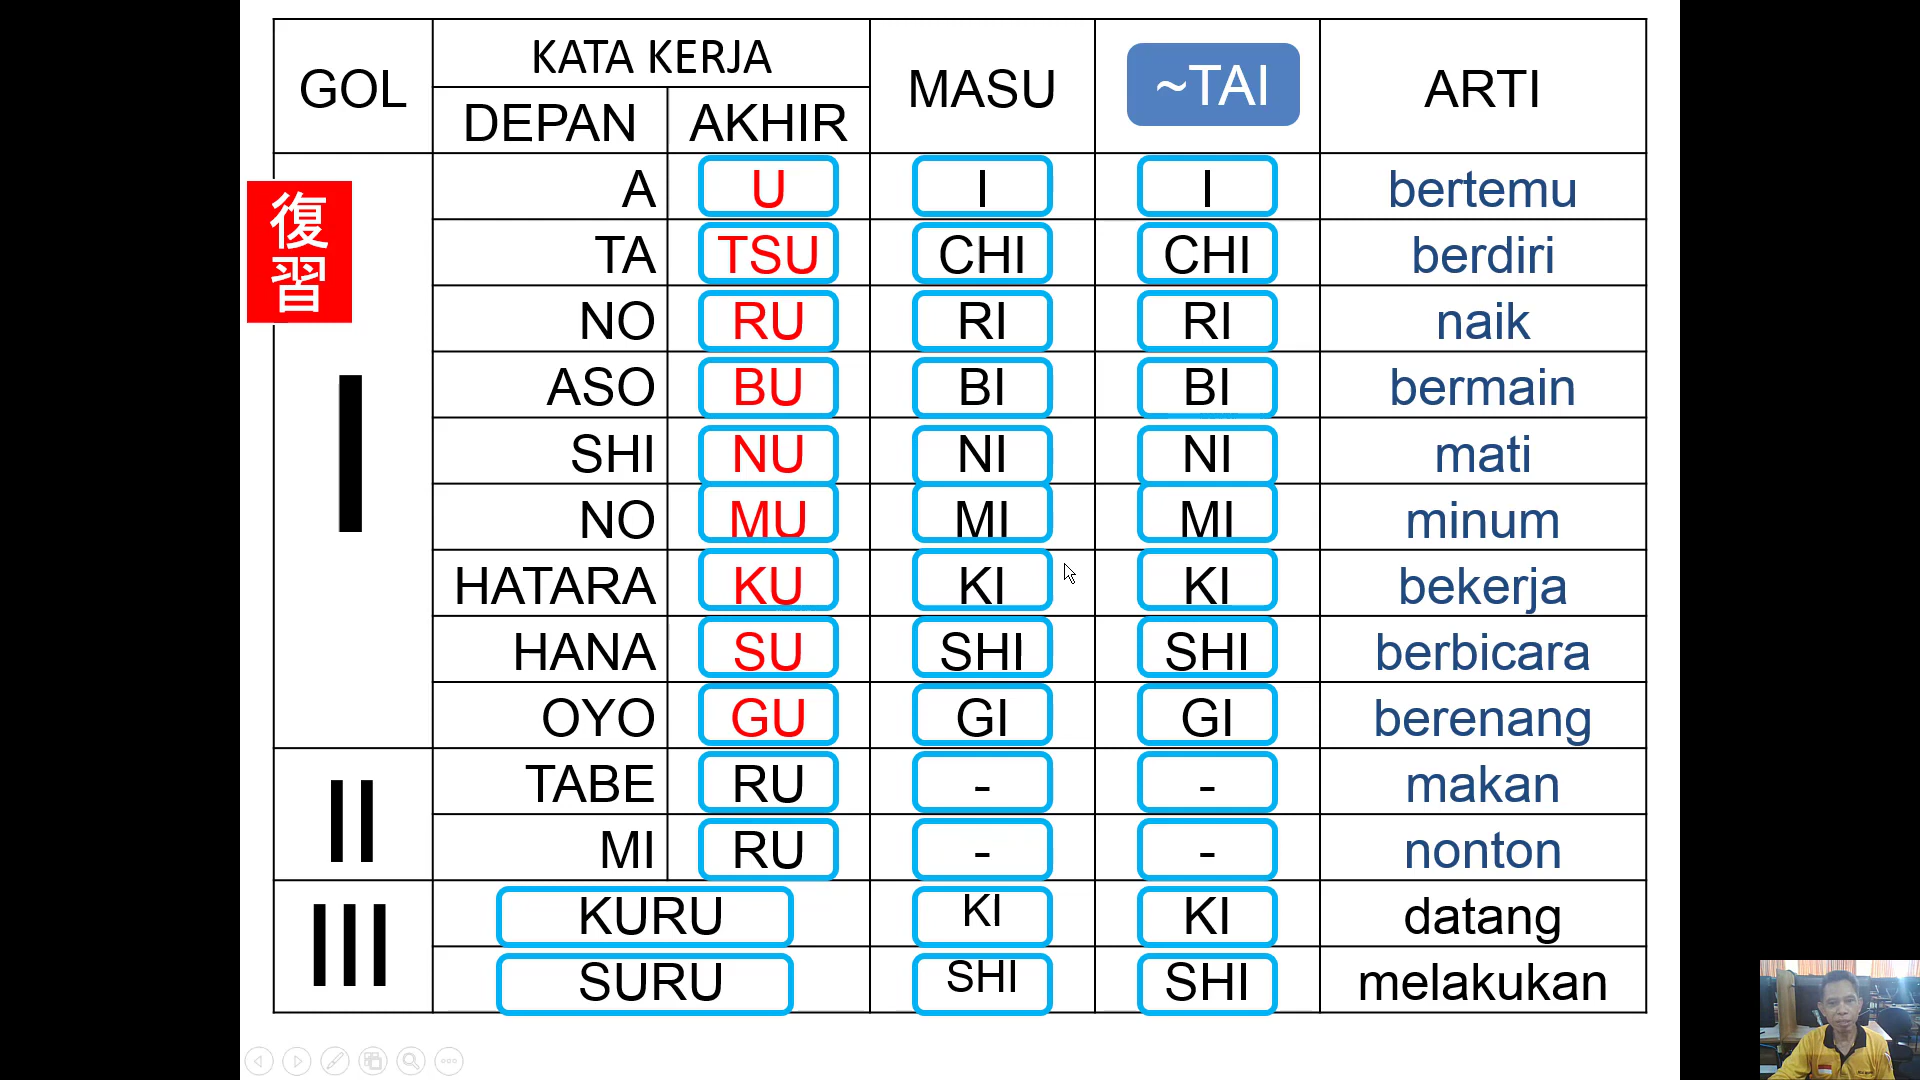 GOL KATA KERJA MASU ~TAI ARTI
DEPAN AKHIR
復習
I
A U I I bertemu
TA TSU CHI CHI berdiri
NO RU RI RI naik
ASO BU BI BI bermain
SHI NU NI NI mati
NO MU MI MI minum
HATARA KU KI KI bekerja
HANA SU SHI SHI berbicara
OYO GU GI GI berenang
II
TABE RU - - makan
MI RU - - nonton
III
KURU KI KI datang
SURU SHI SHI melakukan